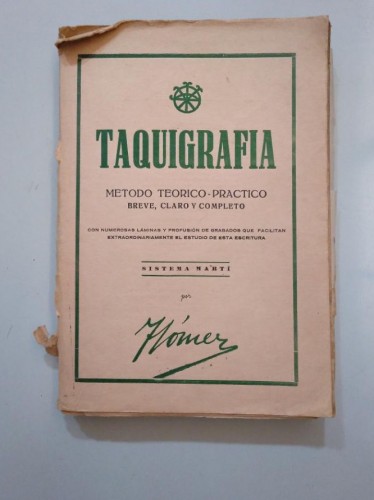 TAQUIGRAFIA
METODO TEORICO-PRACTICO
BREVE, CLARO Y COMPLETO
CON NUMEROSAS LAMINAS Y PROFUSIÓN DE GRABADOS QUE FACILITAN
EXTRAORDINARIAMENTE EL ESTUDIO DE ESTA ESCRITURA
SISTEMA MARTÍ
por